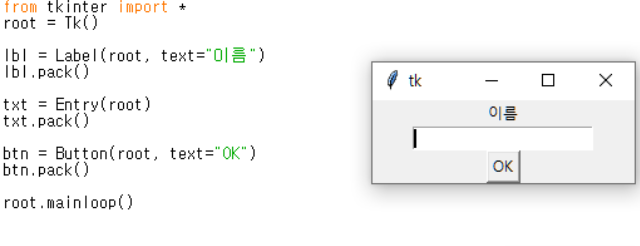 from tkinter import *
root = Tk()
lbl = Label(root, text="이름")
lbl.pack()
txt = Entry(root)
txt.pack()
btn = Button(root, text="OK")
btn.pack()
root.mainloop()
tk
이름
OK